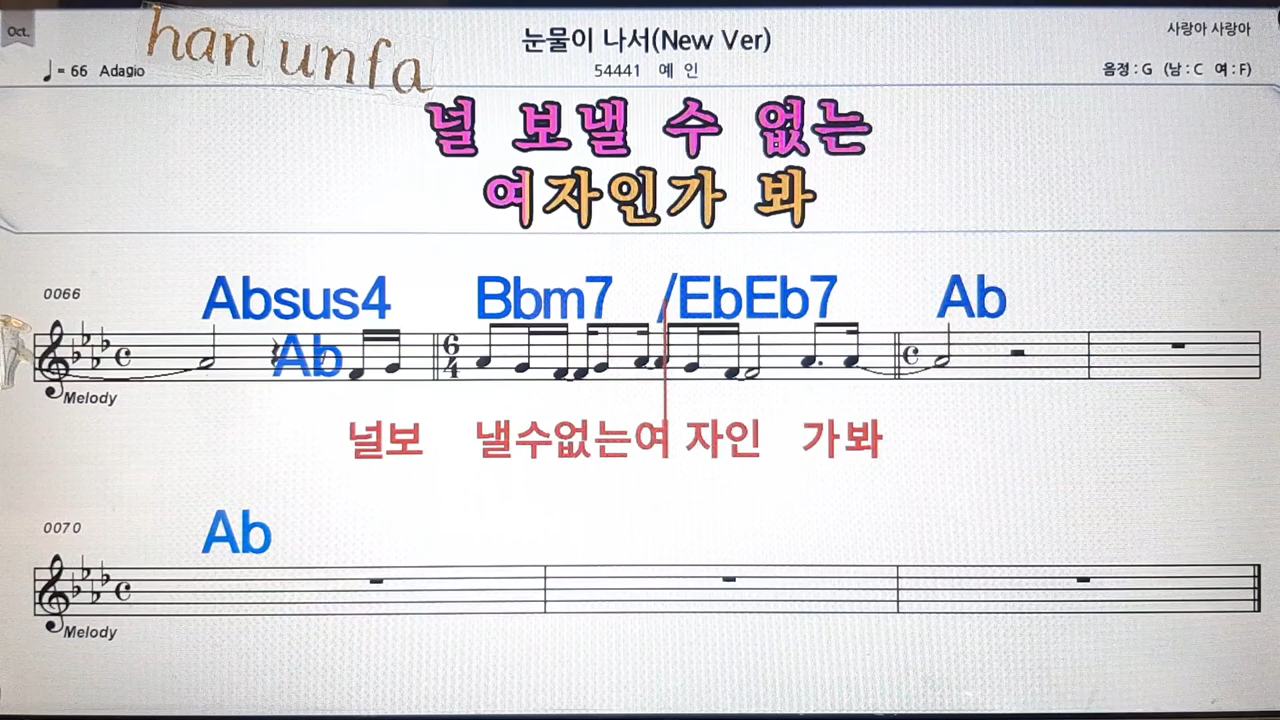 Oct.
han unfa
눈물이 나서(New Ver)
사랑아 사랑아
♩= 66 Adagio
54441 예 인
음정 : G (남 : C 여 : F)
널 보낼 수 없는
여자인가 봐
0066
Absus4 Bbm7 /EbEb7 Ab
Ab
6
4
Melody
널보 낼수없는여 자인 가봐
0070
Ab
Melody